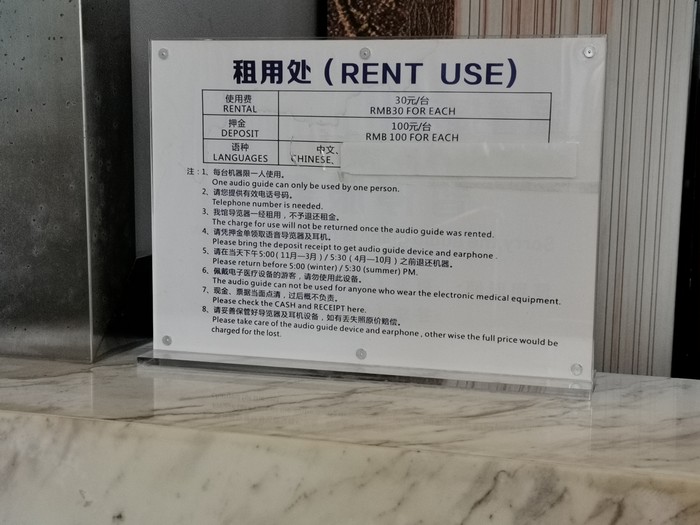 租用处（RENT USE）
使用费 30元/台
RENTAL RMB30 FOR EACH
押金 100元/台
DEPOSIT RMB 100 FOR EACH
语种 中文、
LANGUAGES CHINESE、
注：1、每台机器限一人使用。
One audio guide can only be used by one person.
2、请您提供有效电话号码。
Telephone number is needed.
3、我馆导览器一经租用，不予退还租金。
The charge for use will not be returned once the audio guide was rented.
4、请凭押金单领取语音导览器及耳机。
Please bring the deposit receipt to get audio guide device and earphone .
5、请在当天下午5:00 ( 11月—3月 ) / 5:30（4月—10月）之前退还机器。
Please return before 5:00 (winter) / 5:30 (summer) PM.
6、佩戴电子医疗设备的游客，请勿使用此设备。
The audio guide can not be used for anyone who wear the electronic medical equipment.
7、现金、票据当面点清，过后概不负责。
Please check the CASH and RECEIPT here.
8、请妥善保管好导览器及耳机设备，如有丢失照原价赔偿。
Please take care of the audio guide device and earphone , other wise the full price would be
charged for the lost.